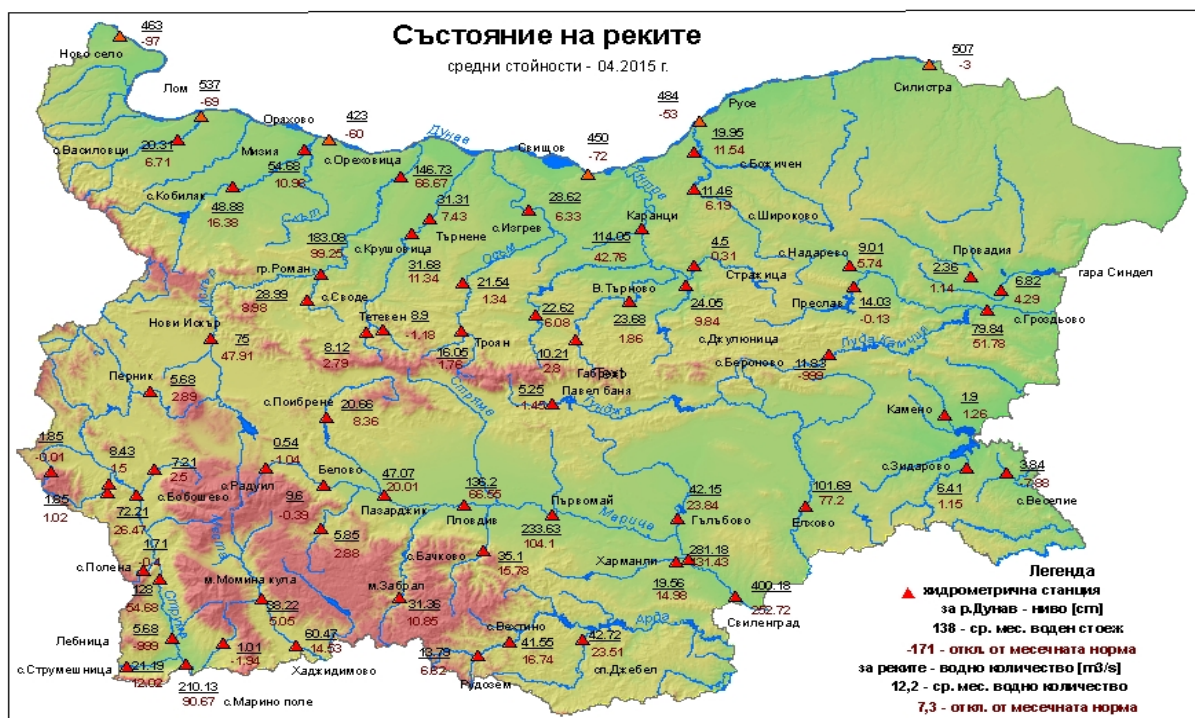 Състояние на реките
средни стойности - 04.2015 г.
463
-97
Ново село
507
-3
Силистра
Лом
537
-69
Оряхово
423
-60
Дунав
484
-53
Русе
Свищов
450
-72
с.Василовци
20.31
6.71
Мизия
54.68
10.98
с.Ореховица
146.73
66.67
19.95
11.54
с.Божичен
Янтра
с.Кобиляк
48.88
16.38
Скът
31.31
7.43
Търнене
28.62
6.33
с.Изгрев
Каранци
114.05
42.76
11.46
6.19
с.Широково
183.08
99.25
гр.Роман
с.Крушовица
31.68
11.34
Осъм
4.5
0.31
Стражица
с.Надарево
9.01
5.74
Провадия
2.36
1.14
гара Синдел
6.82
4.29
Искър
28.99
8.98
с.Своде
21.54
1.34
В.Търново
24.05
9.84
с.Джулюница
Преслав
14.03
-0.13
с.Гроздьово
79.84
51.78
Нови Искър
75
47.91
Тетевен
8.9
-1.18
8.12
2.79
16.05
1.76
Троян
22.62
6.08
23.68
1.86
10.21
2.8
Габрово
с.Бероново
11.83
-999
Луда Камчия
Перник
5.68
2.89
с.Поибрене
20.66
8.36
Стряма
5.25
-1.45
Павел баня
Тунджа
Камено
1.9
1.26
1.85
-0.01
8.43
1.5
7.21
2.5
с.Бобошево
0.54
-1.04
с.Радуил
Белово
47.07
20.01
Пазарджик
136.2
66.55
Пловдив
Първомай
233.63
104.1
Марица
42.15
23.84
Гълъбово
101.69
77.2
Елхово
с.Зидарово
6.41
1.15
3.84
-7.88
с.Веселие
1.85
1.02
72.21
26.47
9.6
-0.39
5.85
2.88
Места
1.71
-0.4
с.Полена
128
54.68
Струма
м.Момина кула
98.22
5.05
с.Бачково
35.1
15.78
м.Забрал
31.36
10.85
Харманли
281.18
131.43
19.56
14.98
400.18
252.72
Свиленград
Лебница
5.68
-999
1.01
-1.94
60.47
14.53
Хаджидимово
с.Струмешница
21.49
12.02
210.13
90.67
с.Марино поле
с.Вехтино
41.55
16.74
42.72
23.51
сп.Джебел
Арда
13.79
6.82
Рудозем
Легенда
хидрометрична станция
за р.Дунав - ниво [cm]
138 - ср. мес. воден стоеж
-171 - откл. от месечната норма
за реките - водно количество [m3/s]
12,2 - ср. мес. водно количество
7,3 - откл. от месечната норма